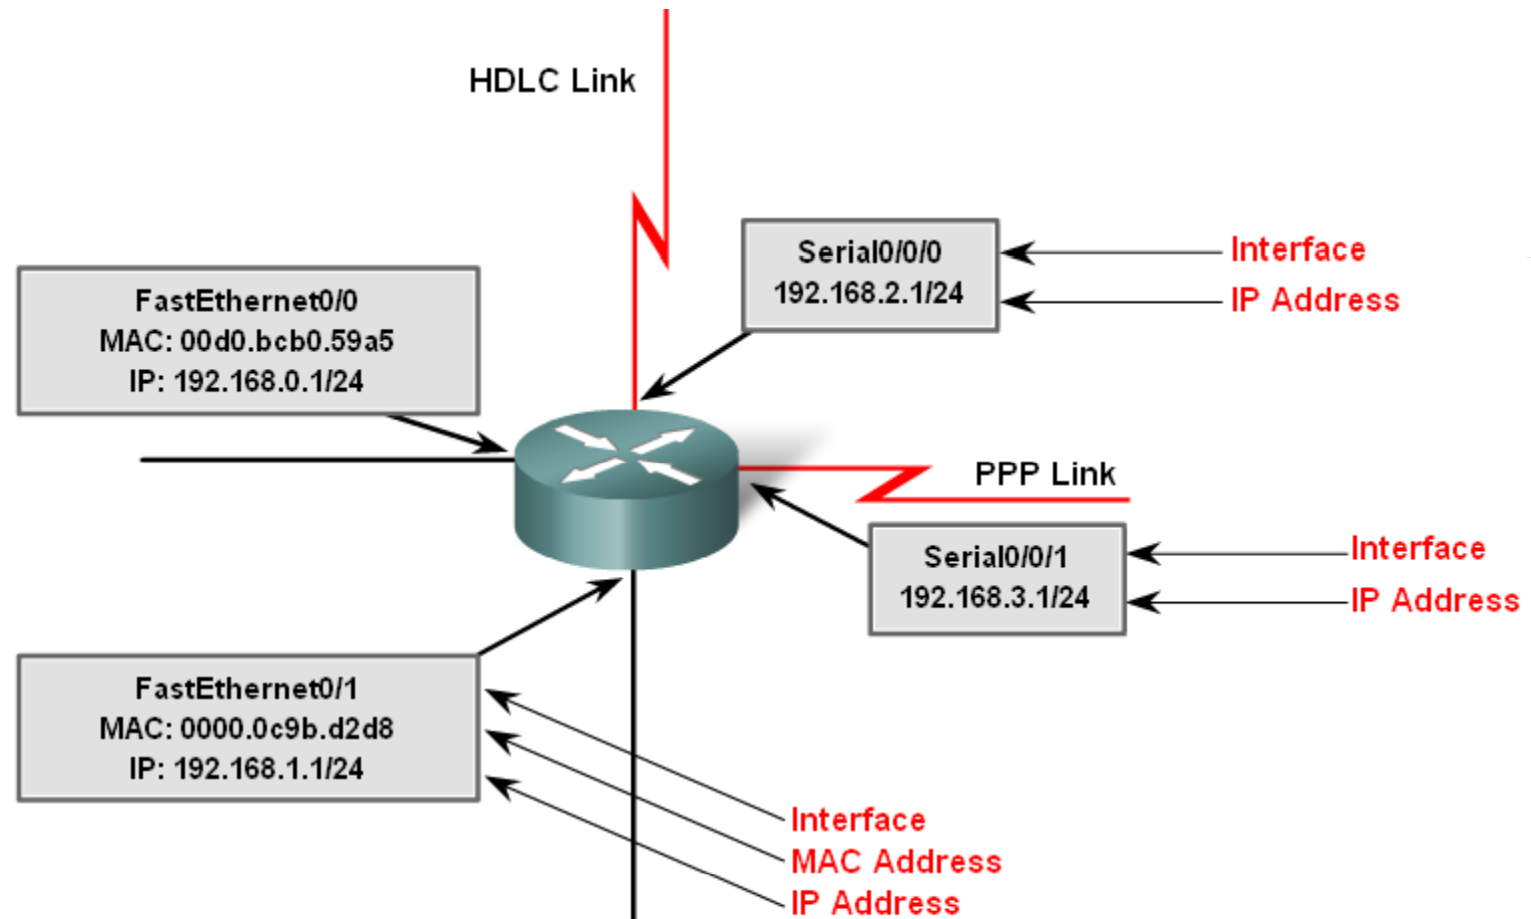 HDLC Link
Serial0/0/0
192.168.2.1/24
Interface
IP Address
FastEthernet0/0
MAC: 00d0.bcb0.59a5
IP: 192.168.0.1/24
PPP Link
Serial0/0/1
192.168.3.1/24
Interface
IP Address
FastEthernet0/1
MAC: 0000.0c9b.d2d8
IP: 192.168.1.1/24
Interface
MAC Address
IP Address